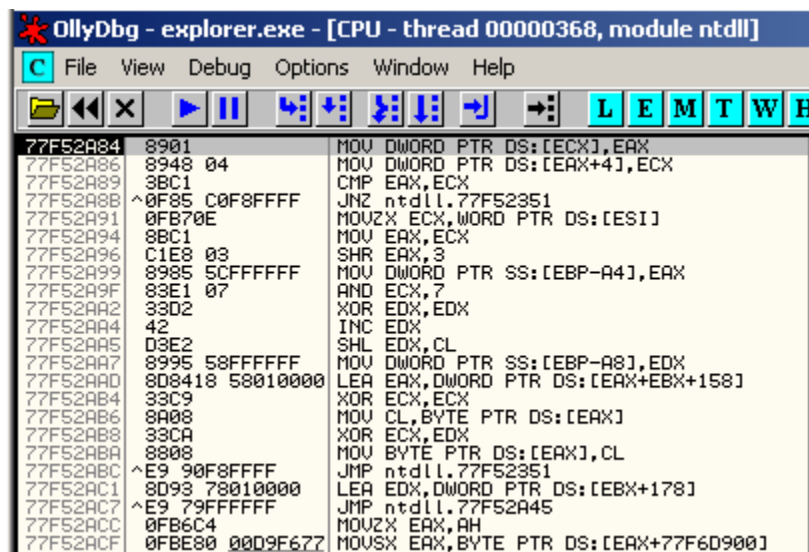 OllyDbg - explorer.exe - [CPU - thread 00000368, module ntdll]
C File View Debug Options Window Help
L E M T W H
77F52A84 8901 MOV DWORD PTR DS:[ECX],EAX
77F52A86 8948 04 MOV DWORD PTR DS:[EAX+4],ECX
77F52A89 3BC1 CMP EAX,ECX
77F52A8B ^0F85 C0F8FFFF JNZ ntdll.77F52351
77F52A91 0FB70E MOVZX ECX,WORD PTR DS:[ESI]
77F52A94 8BC1 MOV EAX,ECX
77F52A96 C1E8 03 SHR EAX,3
77F52A99 8985 5CFFFFFF MOV DWORD PTR SS:[EBP-A4],EAX
77F52A9F 83E1 07 AND ECX,7
77F52AA2 33D2 XOR EDX,EDX
77F52AA4 42 INC EDX
77F52AA5 D3E2 SHL EDX,CL
77F52AA7 8995 58FFFFFF MOV DWORD PTR SS:[EBP-A8],EDX
77F52AAD 8D8418 58010000 LEA EAX,DWORD PTR DS:[EAX+EBX+158]
77F52AB4 33C9 XOR ECX,ECX
77F52AB6 8A08 MOV CL,BYTE PTR DS:[EAX]
77F52AB8 33CA XOR ECX,EDX
77F52ABA 8808 MOV BYTE PTR DS:[EAX],CL
77F52ABC ^E9 90F8FFFF JMP ntdll.77F52351
77F52AC1 8D93 78010000 LEA EDX,DWORD PTR DS:[EBX+178]
77F52AC7 ^E9 79FFFFFF JMP ntdll.77F52A45
77F52ACC 0FB6C4 MOVZX EAX,AH
77F52ACF 0FBE80 00D9F677 MOVSX EAX,BYTE PTR DS:[EAX+77F6D900]